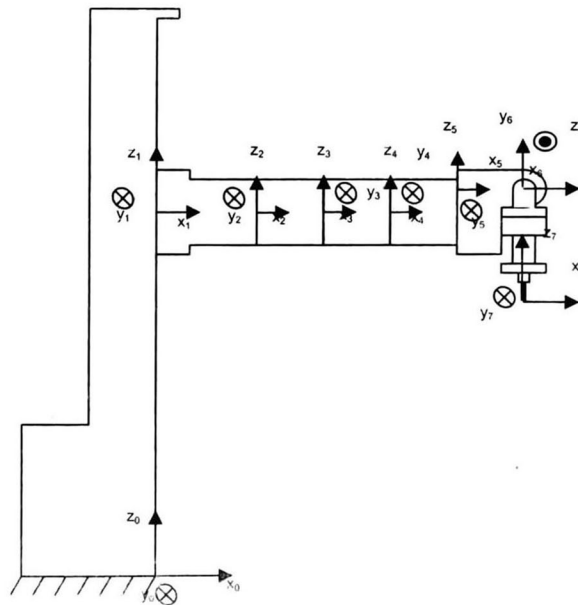 y₆
z
z₁
z₂
z₃
z₄
y₄
z₅
x₅
x₆
y₁
x₁
y₂
x₂
y₃
x₃
x₄
y₅
z₇
x
y₇
z₀
y₀
x₀